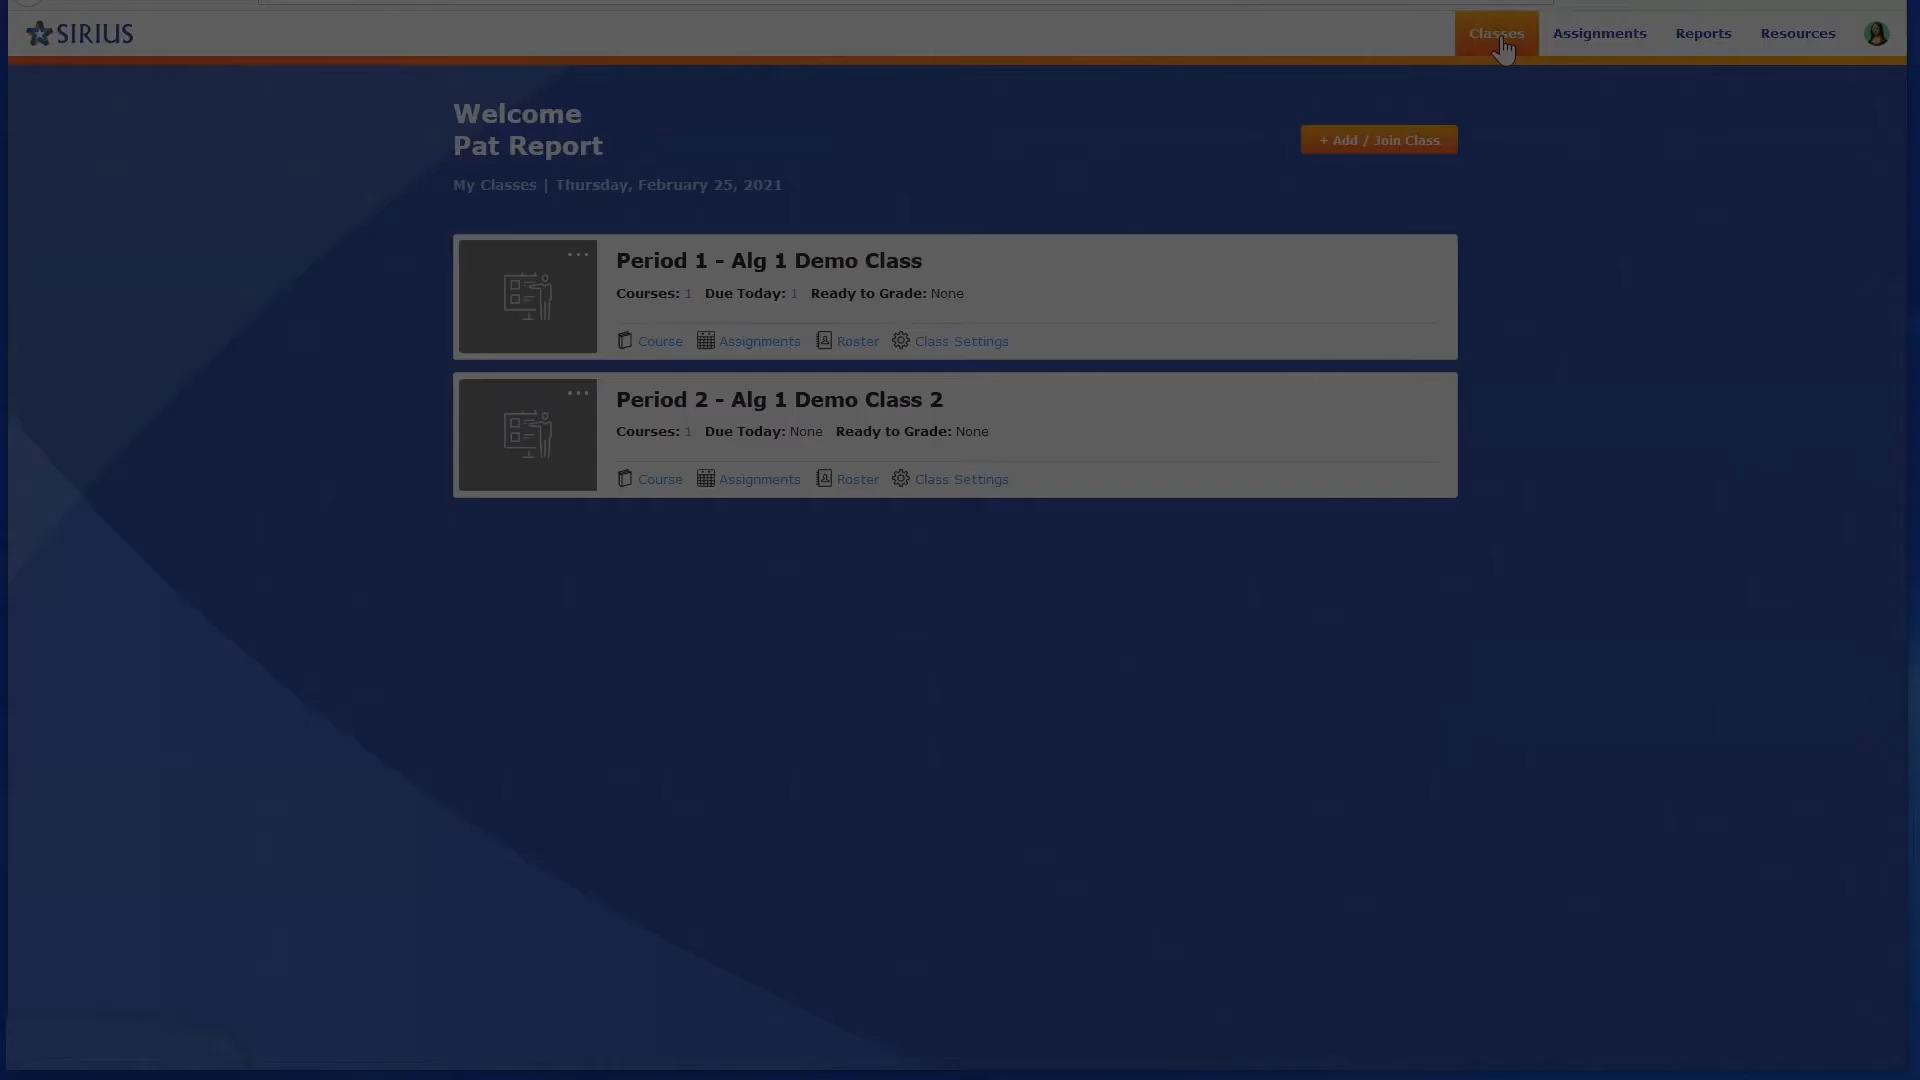 SIRIUS
Classes Assignments Reports Resources
Welcome
Pat Report
+ Add / Join Class
My Classes | Thursday, February 25, 2021
Period 1 - Alg 1 Demo Class
Courses: 1 Due Today: 1 Ready to Grade: None
Course Assignments Roster Class Settings
Period 2 - Alg 1 Demo Class 2
Courses: 1 Due Today: None Ready to Grade: None
Course Assignments Roster Class Settings